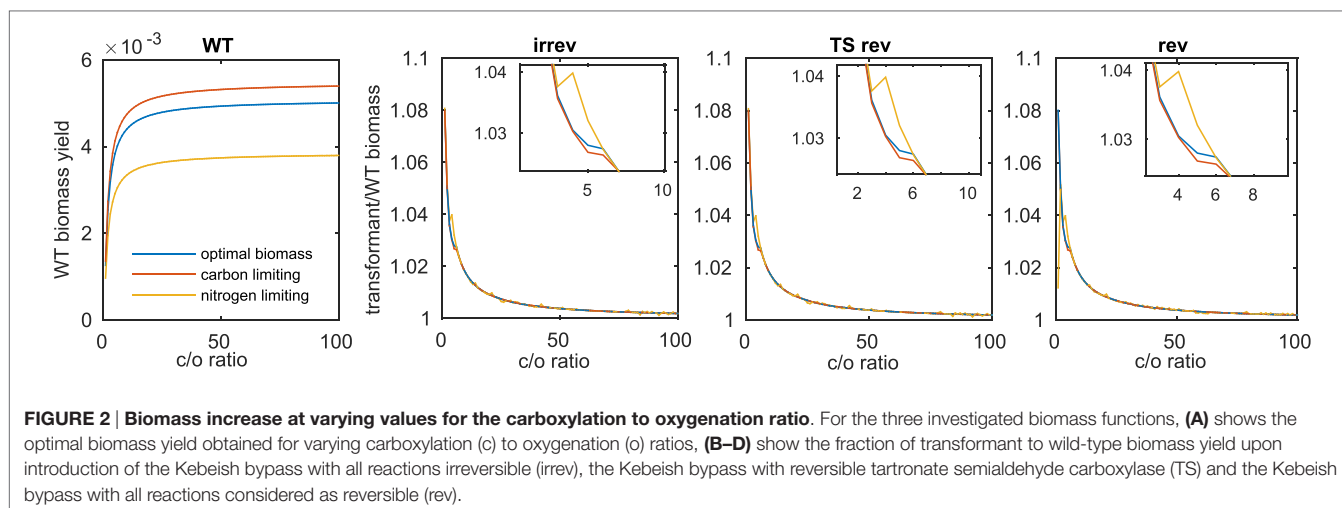 WT
× 10 -3
6
4
2
0
WT biomass yield
optimal biomass
carbon limiting
nitrogen limiting
0 50 100
c/o ratio
irrev
1.1
1.08
1.06
1.04
1.02
1
transformant/WT biomass
1.04
1.03
5 10
0 50 100
c/o ratio
TS rev
1.1
1.08
1.06
1.04
1.02
1
1.04
1.03
2 4 6 8 10
0 50 100
c/o ratio
rev
1.1
1.08
1.06
1.04
1.02
1
1.04
1.03
4 6 8
0 50 100
c/o ratio
FIGURE 2 | Biomass increase at varying values for the carboxylation to oxygenation ratio. For the three investigated biomass functions, (A) shows the
optimal biomass yield obtained for varying carboxylation (c) to oxygenation (o) ratios, (B–D) show the fraction of transformant to wild-type biomass yield upon
introduction of the Kebeish bypass with all reactions irreversible (irrev), the Kebeish bypass with reversible tartronate semialdehyde carboxylase (TS) and the Kebeish
bypass with all reactions considered as reversible (rev).